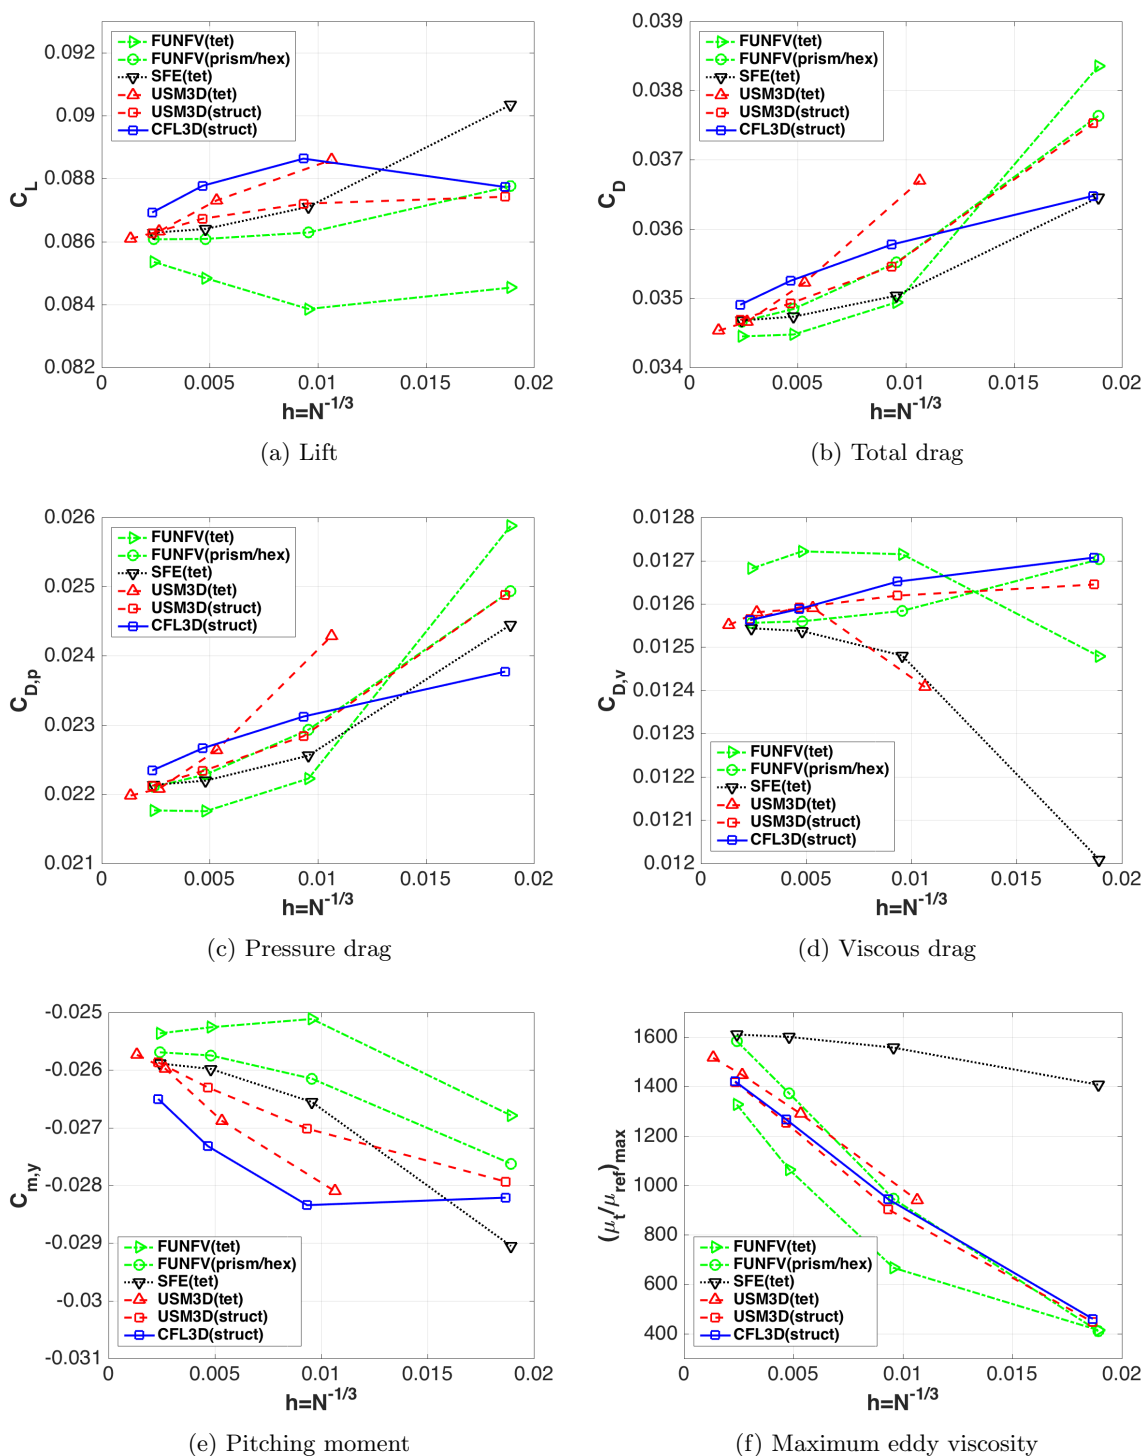 0.092
0.09
0.088
0.086
0.084
0.082
C_L
FUNFV(tet)
FUNFV(prism/hex)
SFE(tet)
USM3D(tet)
USM3D(struct)
CFL3D(struct)
0 0.005 0.01 0.015 0.02
h=N^-1/3
(a) Lift
0.039
0.038
0.037
0.036
0.035
0.034
C_D
FUNFV(tet)
FUNFV(prism/hex)
SFE(tet)
USM3D(tet)
USM3D(struct)
CFL3D(struct)
0 0.005 0.01 0.015 0.02
h=N^-1/3
(b) Total drag
0.026
0.025
0.024
0.023
0.022
0.021
C_D,p
FUNFV(tet)
FUNFV(prism/hex)
SFE(tet)
USM3D(tet)
USM3D(struct)
CFL3D(struct)
0 0.005 0.01 0.015 0.02
h=N^-1/3
(c) Pressure drag
0.0128
0.0127
0.0126
0.0125
0.0124
0.0123
0.0122
0.0121
0.012
C_D,v
FUNFV(tet)
FUNFV(prism/hex)
SFE(tet)
USM3D(tet)
USM3D(struct)
CFL3D(struct)
0 0.005 0.01 0.015 0.02
h=N^-1/3
(d) Viscous drag
-0.025
-0.026
-0.027
-0.028
-0.029
-0.03
-0.031
C_m,y
FUNFV(tet)
FUNFV(prism/hex)
SFE(tet)
USM3D(tet)
USM3D(struct)
CFL3D(struct)
0 0.005 0.01 0.015 0.02
h=N^-1/3
(e) Pitching moment
1600
1400
1200
1000
800
600
400
(μ_t/μ_ref)_max
FUNFV(tet)
FUNFV(prism/hex)
SFE(tet)
USM3D(tet)
USM3D(struct)
CFL3D(struct)
0 0.005 0.01 0.015 0.02
h=N^-1/3
(f) Maximum eddy viscosity